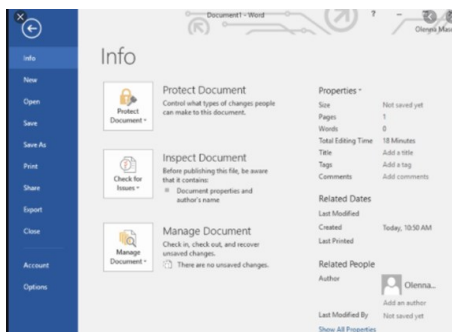 Document1 - Word
?
Olenna
Info
New
Open
Save
Save As
Print
Share
Export
Close
Account
Options
Info
Protect
Document
Protect Document
Control what types of changes people
can make to this document.
Check for
Issues
Inspect Document
Before publishing this file, be aware
that it contains:
Document properties and
author's name
Manage
Document
Manage Document
Check in, check out, and recover
unsaved changes.
There are no unsaved changes.
Properties
Size Not saved yet
Pages 1
Words 0
Total Editing Time 18 Minutes
Title Add a title
Tags Add a tag
Comments Add comments
Related Dates
Last Modified
Created Today, 10:50 AM
Last Printed
Related People
Author Olenna...
Add an author
Last Modified By Not saved yet
Show All Properties